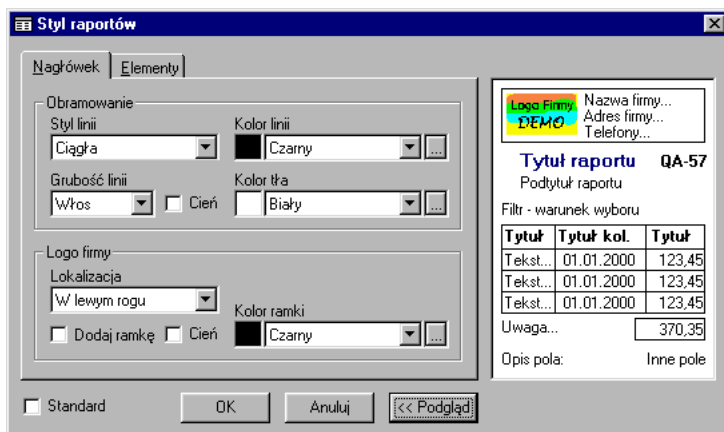 Styl raportów
Nagłówek Elementy
Obramowanie
Styl linii Kolor linii
Ciągła Czarny ...
Grubość linii Kolor tła
Włos Cień Biały ...
Logo firmy
Lokalizacja
W lewym rogu
Kolor ramki
Dodaj ramkę Cień Czarny ...
Standard OK Anuluj << Podgląd
Logo Firmy
DEMO
Nazwa firmy...
Adres firmy...
Telefony...
Tytuł raportu QA-57
Podtytuł raportu
Filtr - warunek wyboru
Tytuł Tytuł kol. Tytuł
Tekst... 01.01.2000 123,45
Tekst... 01.01.2000 123,45
Tekst... 01.01.2000 123,45
Uwaga... 370,35
Opis pola: Inne pole